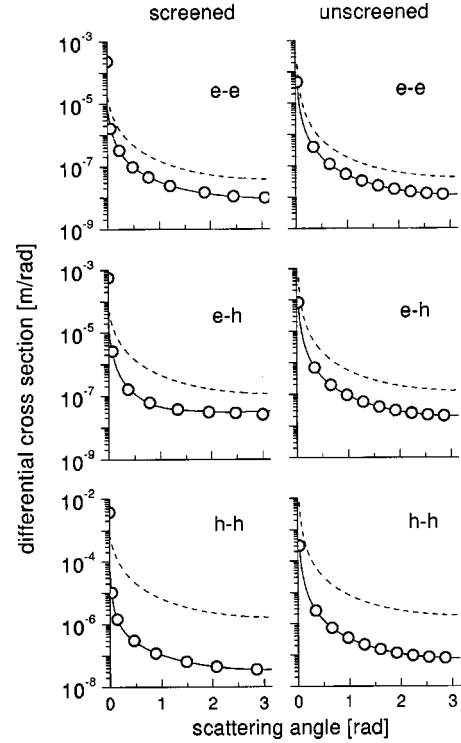 screened unscreened
10⁻³
10⁻⁵
10⁻⁷
10⁻⁹
e-e
e-e
10⁻³
10⁻⁵
10⁻⁷
10⁻⁹
e-h
e-h
10⁻²
10⁻⁴
10⁻⁶
10⁻⁸
h-h
h-h
0 1 2 3 0 1 2 3
differential cross section [m/rad]
scattering angle [rad]